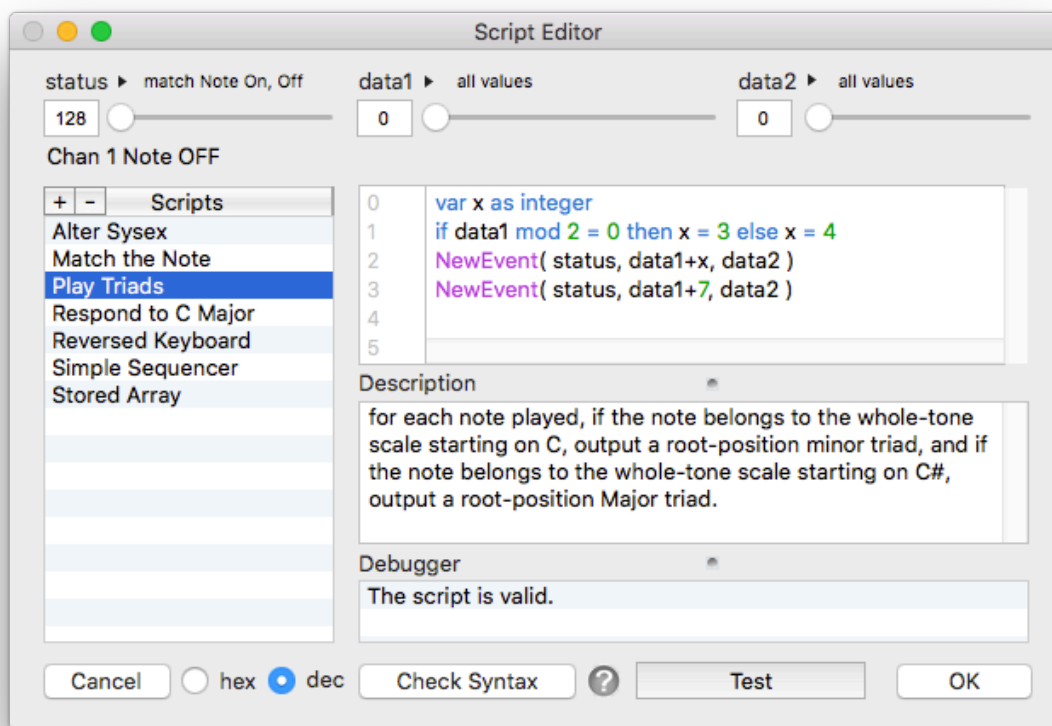 Script Editor
status ▶ match Note On, Off
data1 ▶ all values
data2 ▶ all values
128
0
0
Chan 1 Note OFF
+ - Scripts
Alter Sysex
Match the Note
Play Triads
Respond to C Major
Reversed Keyboard
Simple Sequencer
Stored Array
0 var x as integer
1 if data1 mod 2 = 0 then x = 3 else x = 4
2 NewEvent( status, data1+x, data2 )
3 NewEvent( status, data1+7, data2 )
4
5
Description
for each note played, if the note belongs to the whole-tone
scale starting on C, output a root-position minor triad, and if
the note belongs to the whole-tone scale starting on C#,
output a root-position Major triad.
Debugger
The script is valid.
Cancel
hex
dec
Check Syntax
?
Test
OK